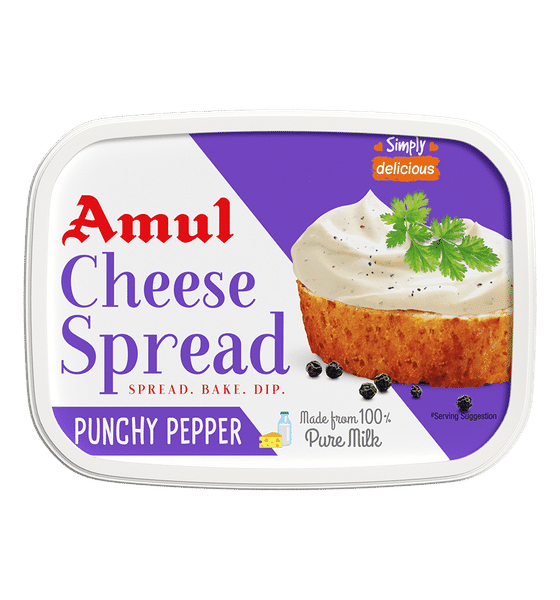 Simply
delicious
Amul
Cheese
Spread
SPREAD. BAKE. DIP.
PUNCHY PEPPER
Made from 100%
Pure Milk
#Serving Suggestion